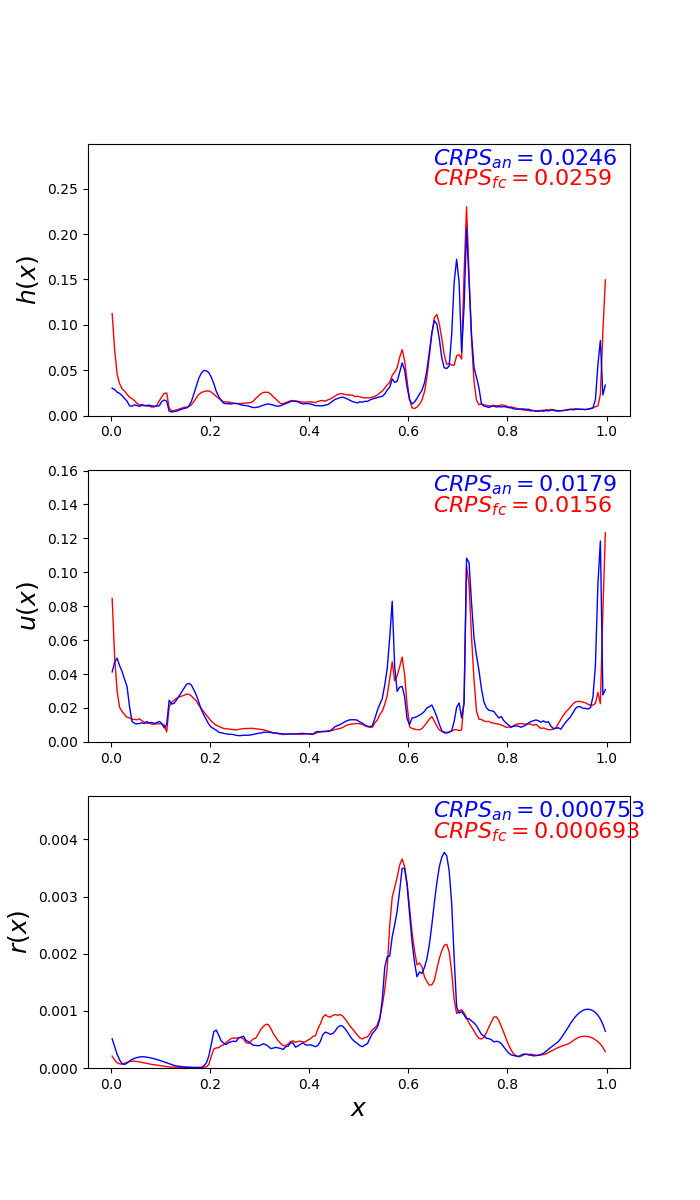 CRPS_an = 0.0246
CRPS_fc = 0.0259
h(x)
0.25
0.20
0.15
0.10
0.05
0.00
0.0 0.2 0.4 0.6 0.8 1.0
CRPS_an = 0.0179
CRPS_fc = 0.0156
u(x)
0.16
0.14
0.12
0.10
0.08
0.06
0.04
0.02
0.00
0.0 0.2 0.4 0.6 0.8 1.0
CRPS_an = 0.000753
CRPS_fc = 0.000693
r(x)
0.004
0.003
0.002
0.001
0.000
0.0 0.2 0.4 0.6 0.8 1.0
x